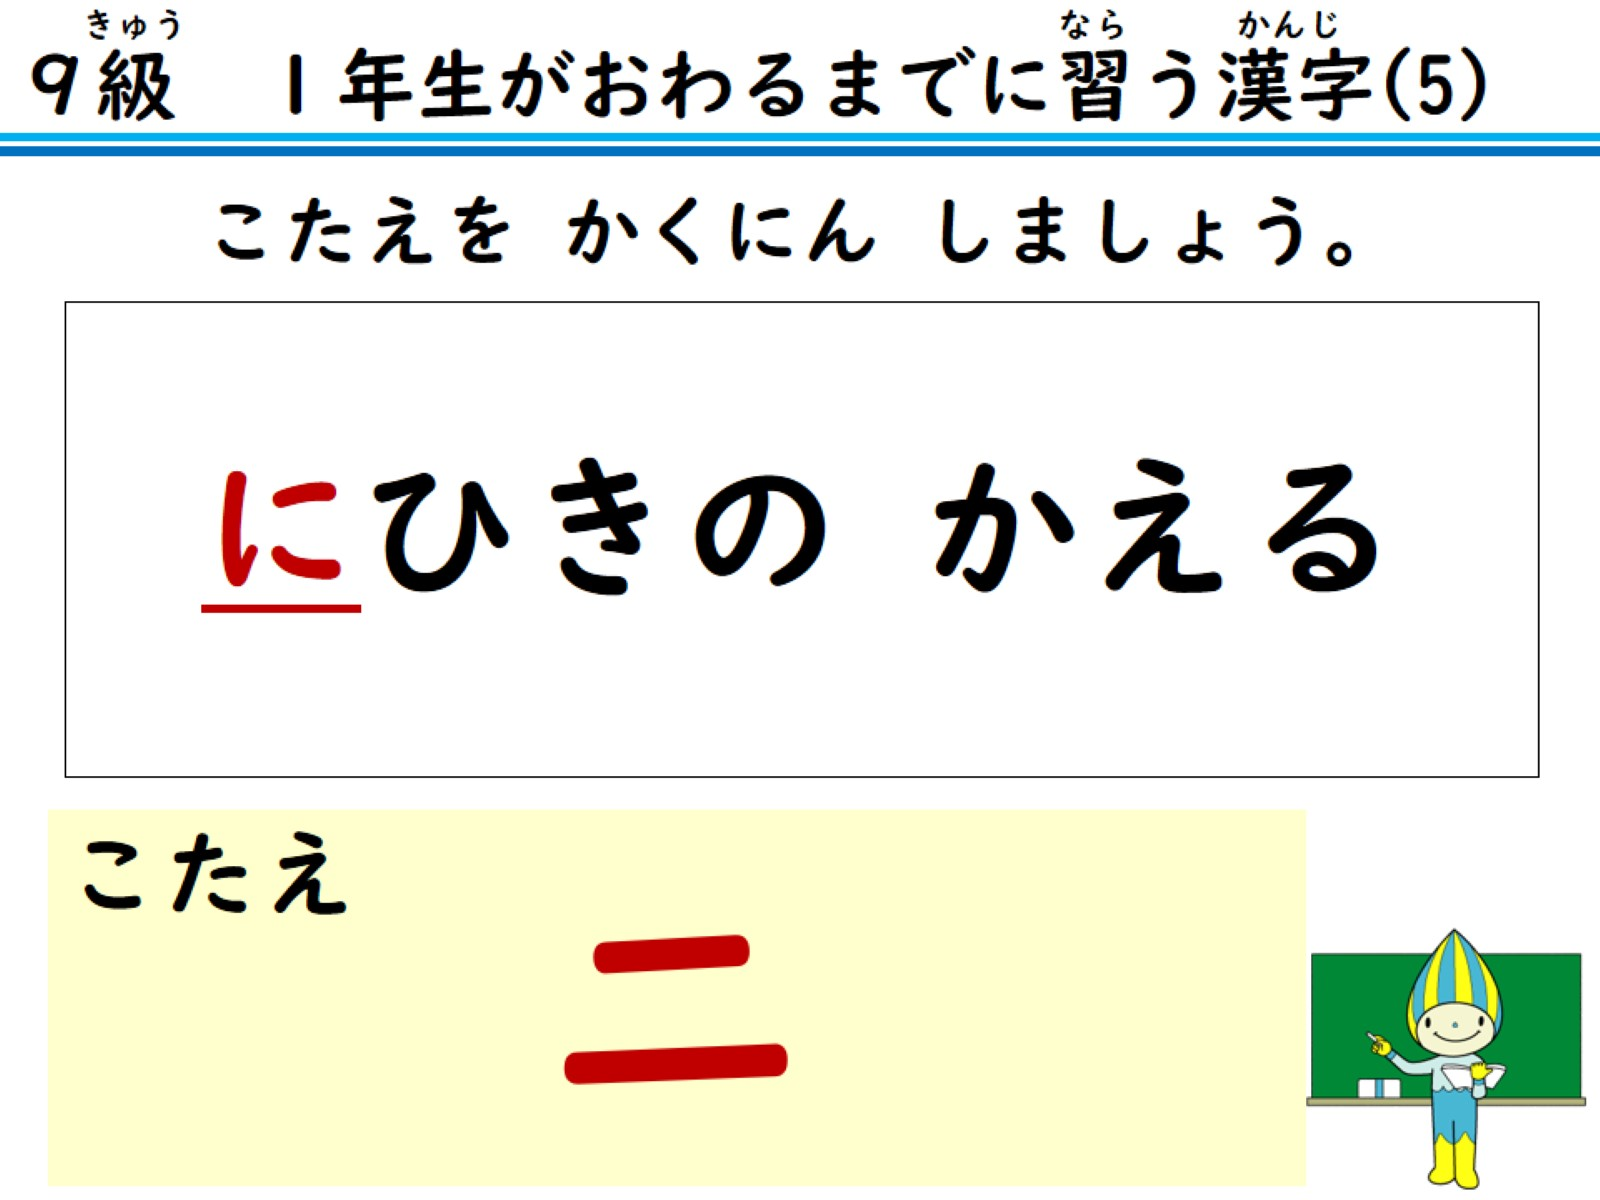 きゅう なら かんじ
9級 1年生がおわるまでに習う漢字(5)
こたえを かくにん しましょう。
にひきの かえる
こたえ
二